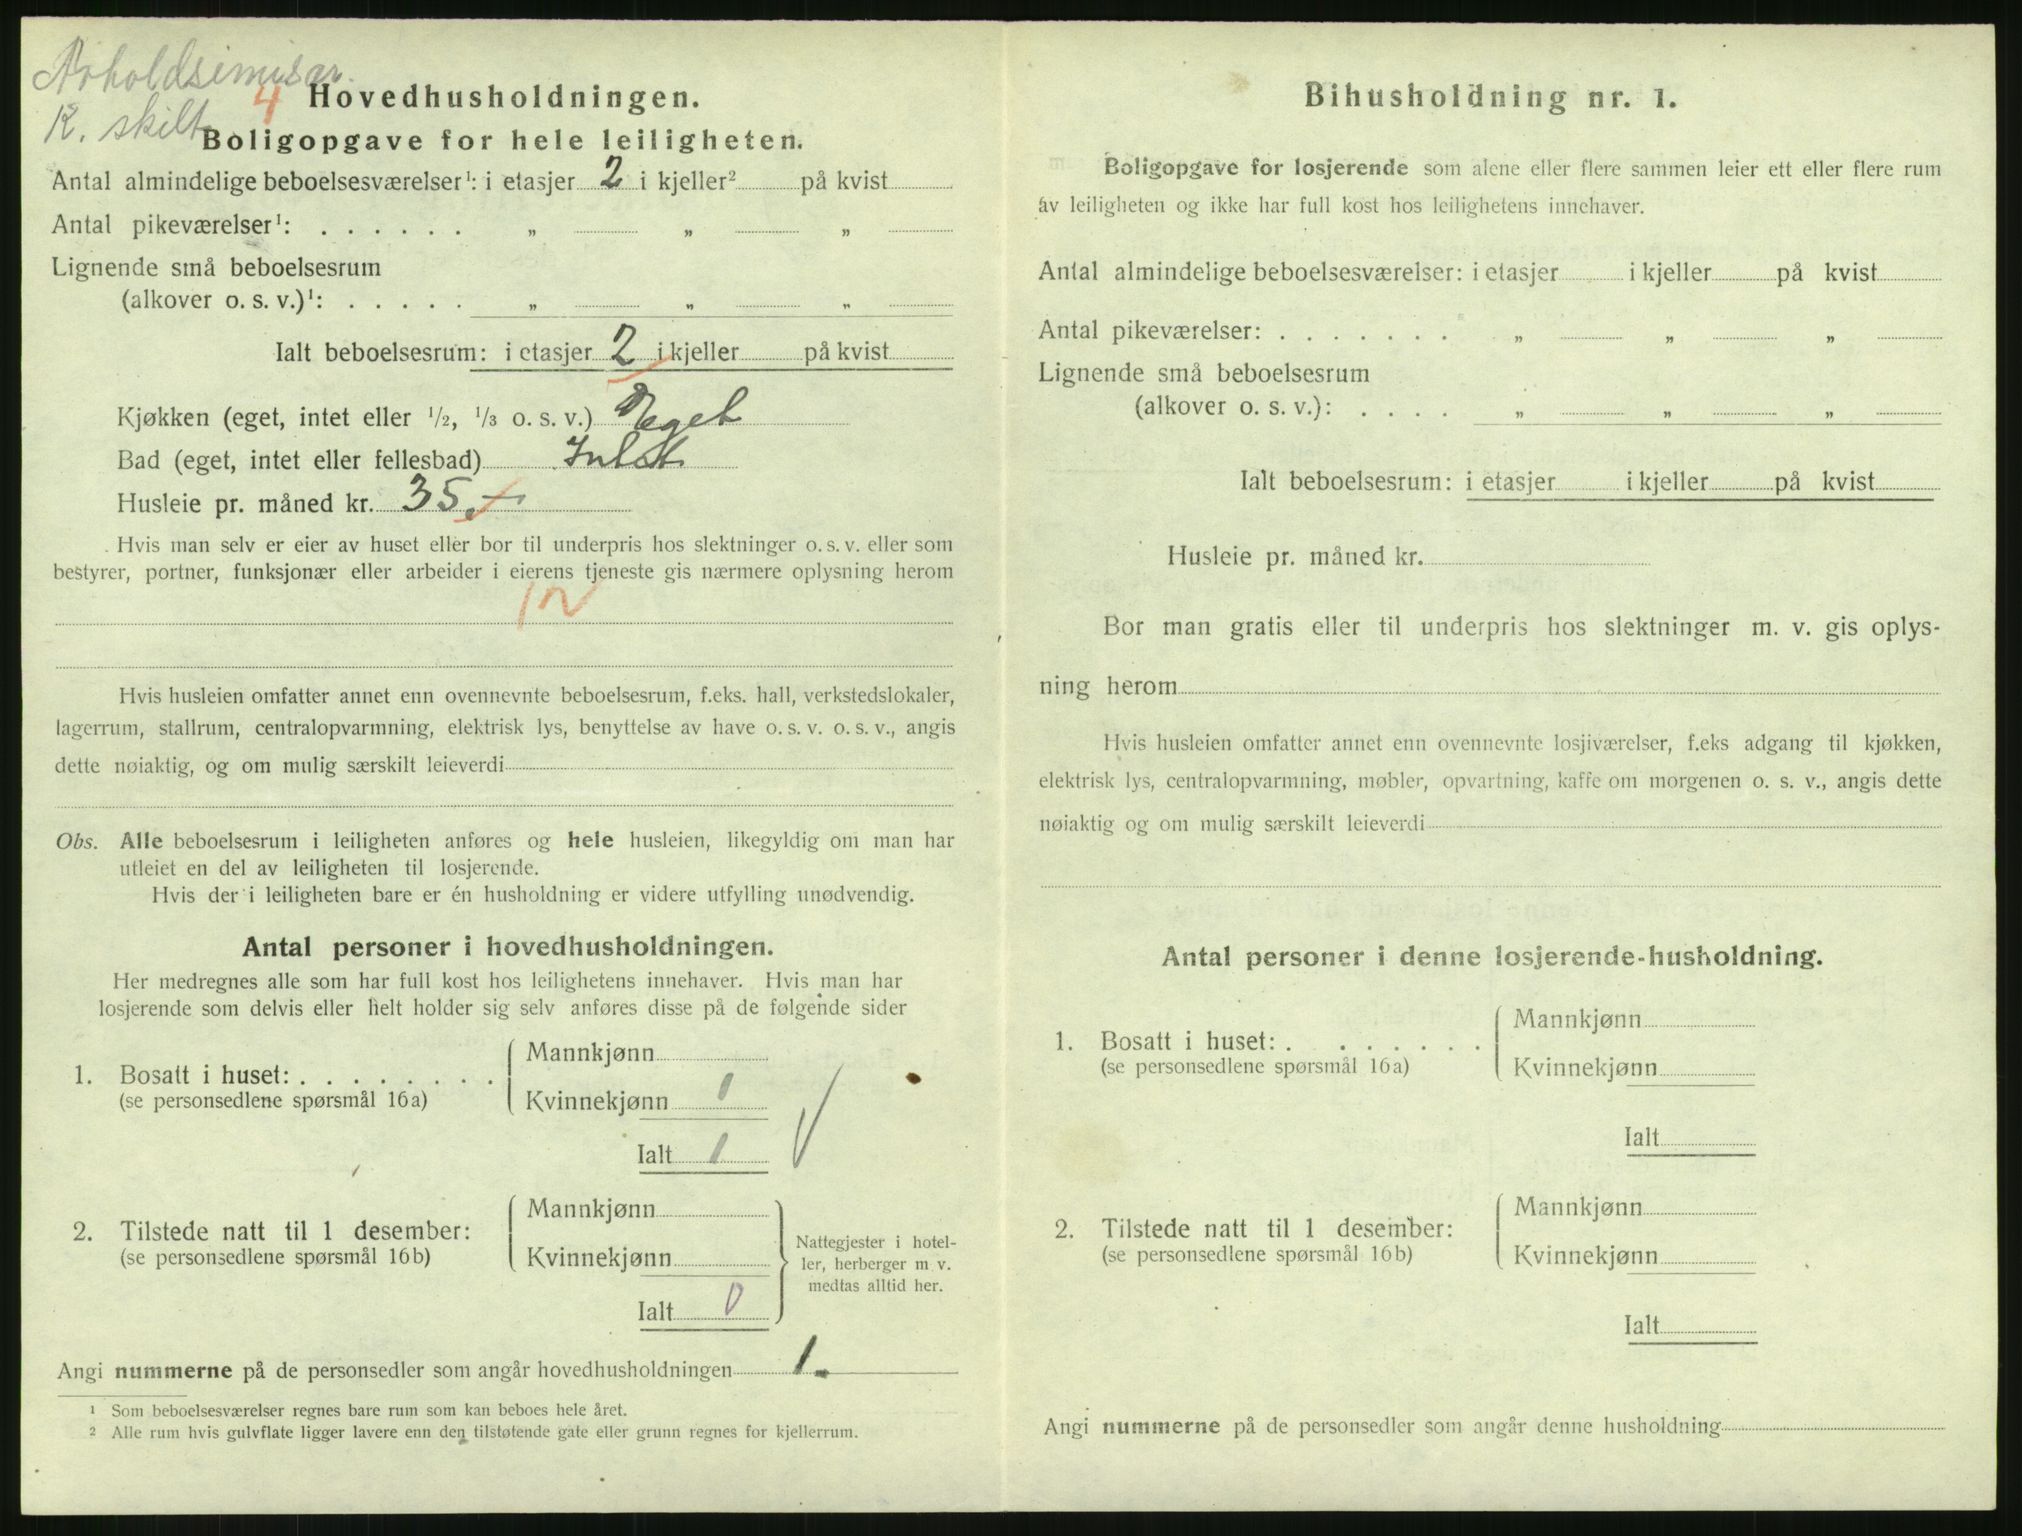 K. skilt
4 Hovedhusholdningen.
Boligopgave for hele leiligheten.
Antal almindelige beboelsesværelser¹: i etasjer 2 i kjeller² på kvist
Antal pikeværelser¹: . . . . . . „ „ „
Lignende små beboelsesrum
(alkover o. s. v.)¹: . . . . . „ „ „
Ialt beboelsesrum: i etasjer 2 i kjeller på kvist
Kjøkken (eget, intet eller 1/2, 1/3 o. s. v.) Eget
Bad (eget, intet eller fellesbad) Intet
Husleie pr. måned kr. 35,-
Hvis man selv er eier av huset eller bor til underpris hos slektninger o. s. v. eller som
bestyrer, portner, funksjonær eller arbeider i eierens tjeneste gis nærmere oplysning herom
Hvis husleien omfatter annet enn ovennevnte beboelsesrum, f.eks. hall, verkstedslokaler,
lagerrum, stallrum, centralopvarmning, elektrisk lys, benyttelse av have o. s. v. o. s. v., angis
dette nøiaktig, og om mulig særskilt leieverdi
Obs. Alle beboelsesrum i leiligheten anføres og hele husleien, likegyldig om man har
utleiet en del av leiligheten til losjerende.
Hvis der i leiligheten bare er én husholdning er videre utfylling unødvendig.
Antal personer i hovedhusholdningen.
Her medregnes alle som har full kost hos leilighetens innehaver. Hvis man har
losjerende som delvis eller helt holder sig selv anføres disse på de følgende sider
1. Bosatt i huset: . . . . . . . .
(se personsedlene spørsmål 16 a)
Mannkjønn
Kvinnekjønn 1
Ialt 1
2. Tilstede natt til 1 desember:
(se personsedlene spørsmål 16 b)
Mannkjønn
Kvinnekjønn
Ialt 0
Nattegjester i hotel-
ler, herberger m v.
medtas alltid her.
Angi nummerne på de personsedler som angår hovedhusholdningen 1.
¹ Som beboelsesværelser regnes bare rum som kan beboes hele året.
² Alle rum hvis gulvflate ligger lavere enn den tilstøtende gate eller grunn regnes for kjellerrum.
Bihusholdning nr. 1.
Boligopgave for losjerende som alene eller flere sammen leier ett eller flere rum
av leiligheten og ikke har full kost hos leilighetens innehaver.
Antal almindelige beboelsesværelser: i etasjer i kjeller på kvist
Antal pikeværelser: . . . . . . . „ „ „
Lignende små beboelsesrum
(alkover o. s. v.): . . . . „ „ „
Ialt beboelsesrum: i etasjer i kjeller på kvist
Husleie pr. måned kr.
Bor man gratis eller til underpris hos slektninger m. v. gis oplys-
ning herom
Hvis husleien omfatter annet enn ovennevnte losjiværelser, f.eks adgang til kjøkken,
elektrisk lys, centralopvarmning, møbler, opvartning, kaffe om morgenen o. s. v., angis dette
nøiaktig og om mulig særskilt leieverdi
Antal personer i denne losjerende-husholdning.
1. Bosatt i huset: . . . . . . .
(se personsedlene spørsmål 16 a)
Mannkjønn
Kvinnekjønn
Ialt
2. Tilstede natt til 1 desember:
(se personsedlene spørsmål 16 b)
Mannkjønn
Kvinnekjønn
Ialt
Angi nummerne på de personsedler som angår denne husholdning